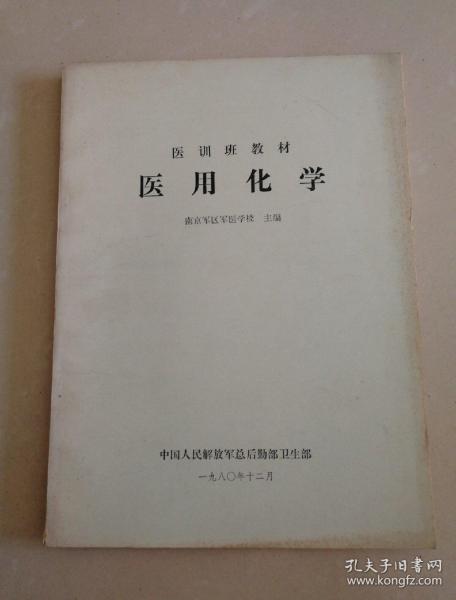 医训班教材
医用化学
南京军区军医学校 主编
中国人民解放军总后勤部卫生部
一九八〇年十二月
孔夫子旧书网
www.kongfz.com